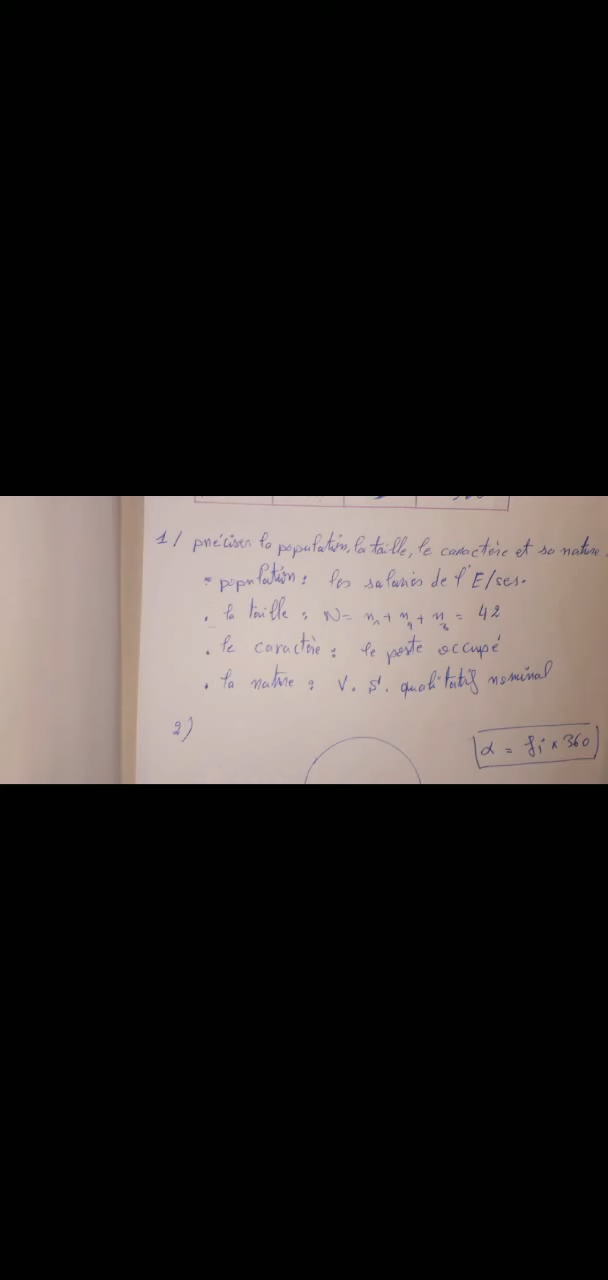 1/ préciser la population, la taille, le caractère et sa nature.
• population : les salariés de l'E/ses.
• la taille : N = n₁ + n₂ + n₃ = 42
• le caractère : le poste occupé
• la nature : V. S. qualitatif nominal
2)
α = fi × 360